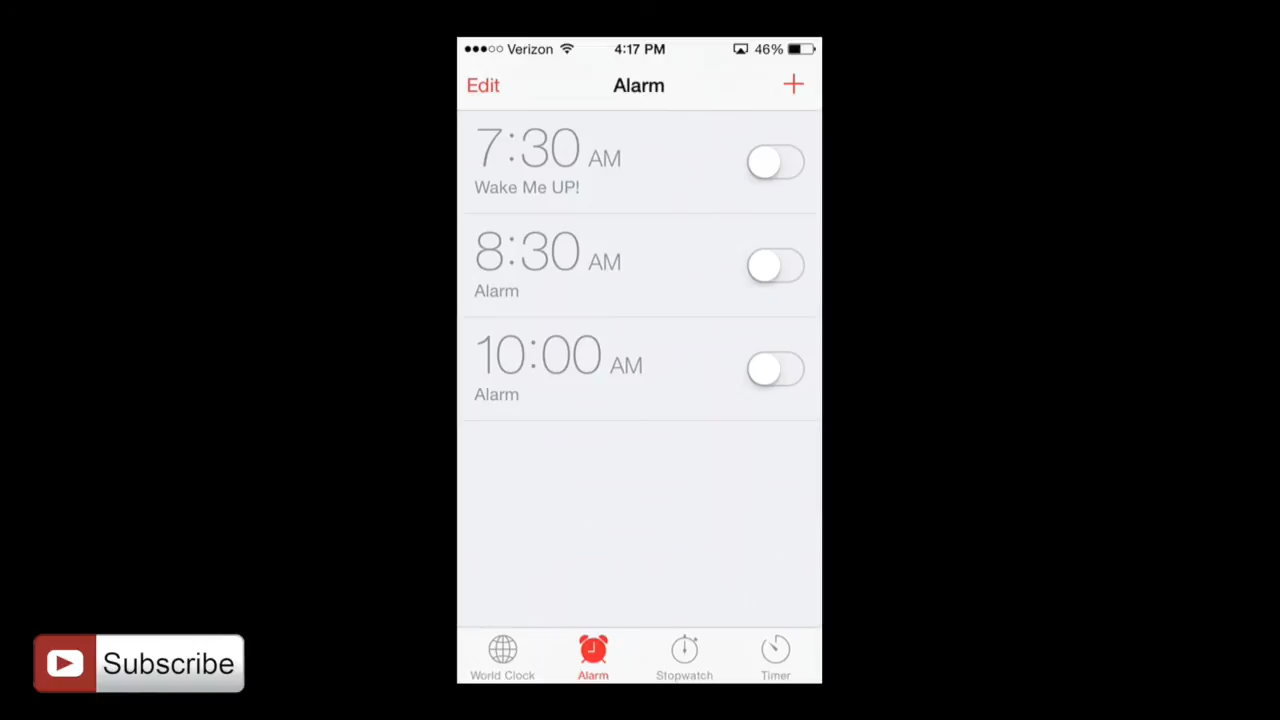 Verizon 4:17 PM 46%
Edit Alarm +
7:30 AM
Wake Me UP!
8:30 AM
Alarm
10:00 AM
Alarm
World Clock Alarm Stopwatch Timer
Subscribe